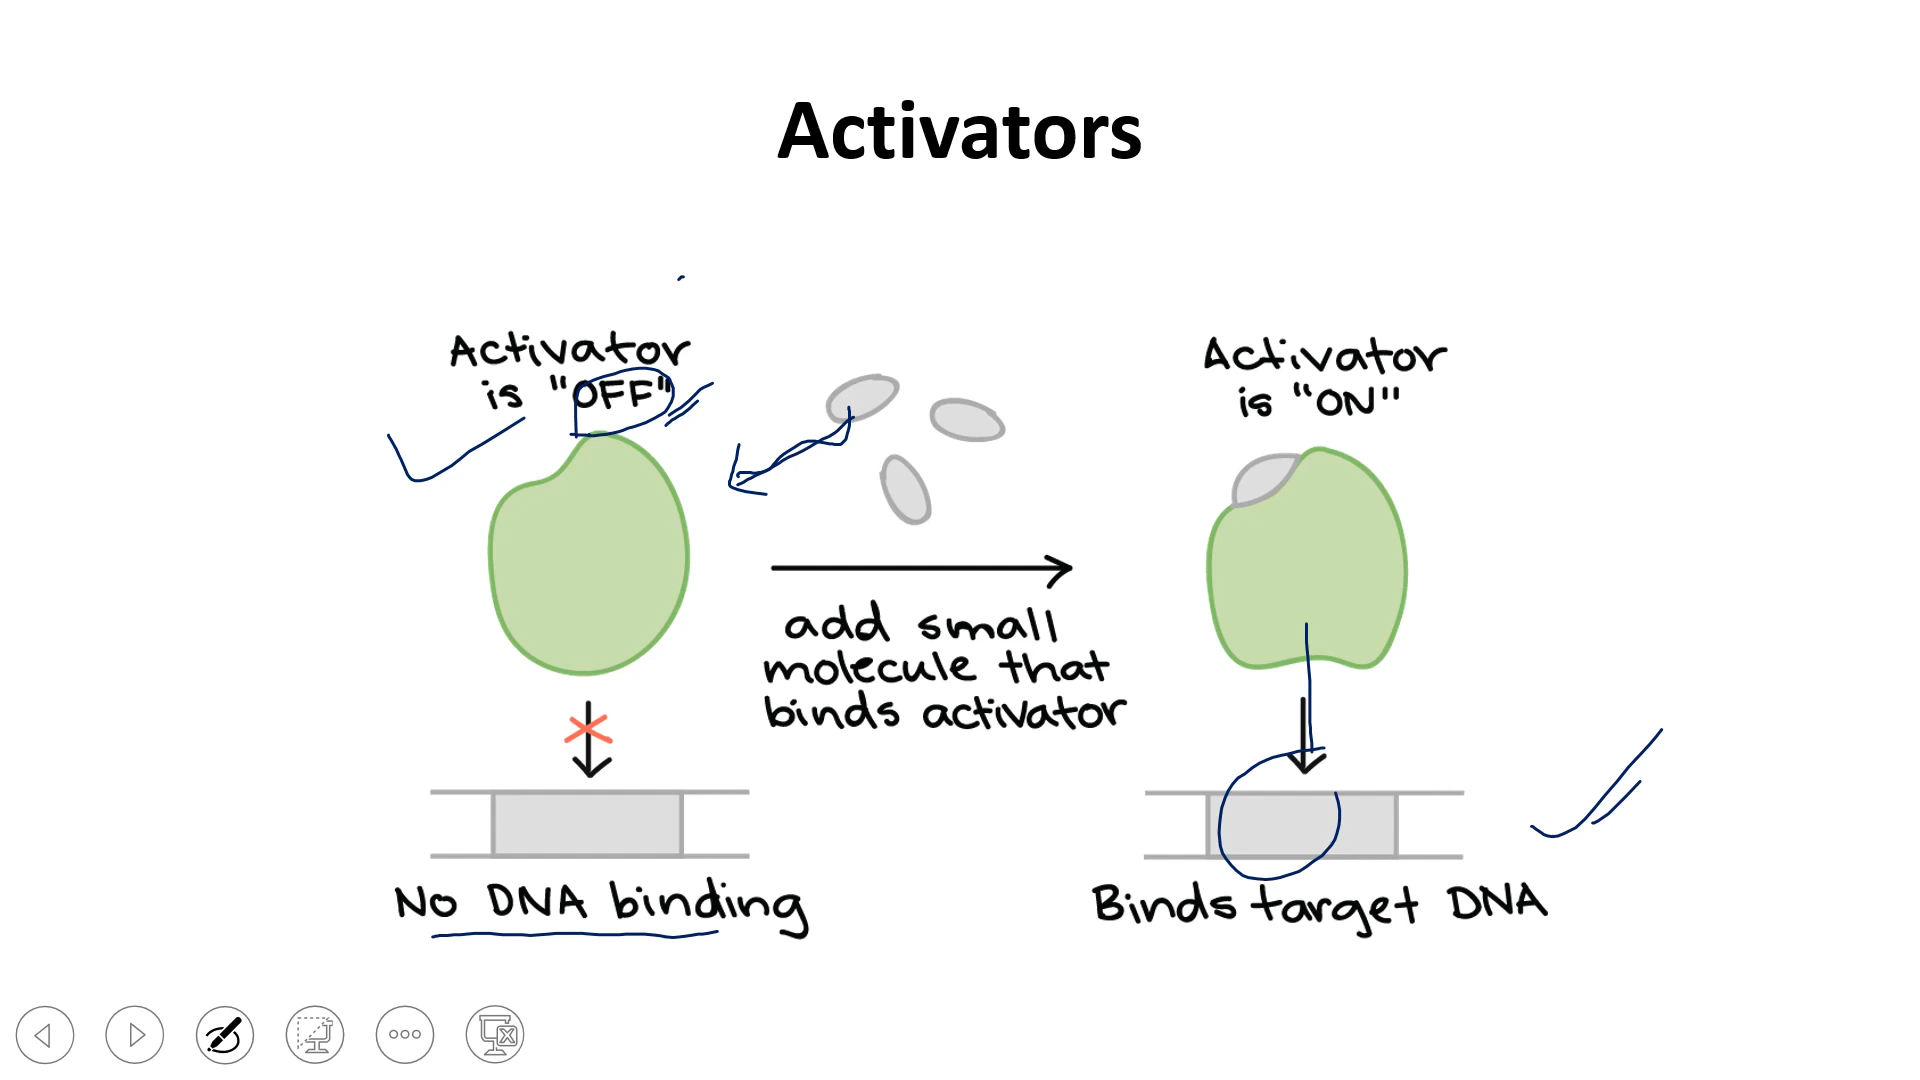 Activators
Activator
is "OFF"
Activator
is "ON"
add small
molecule that
binds activator
No DNA binding
Binds target DNA